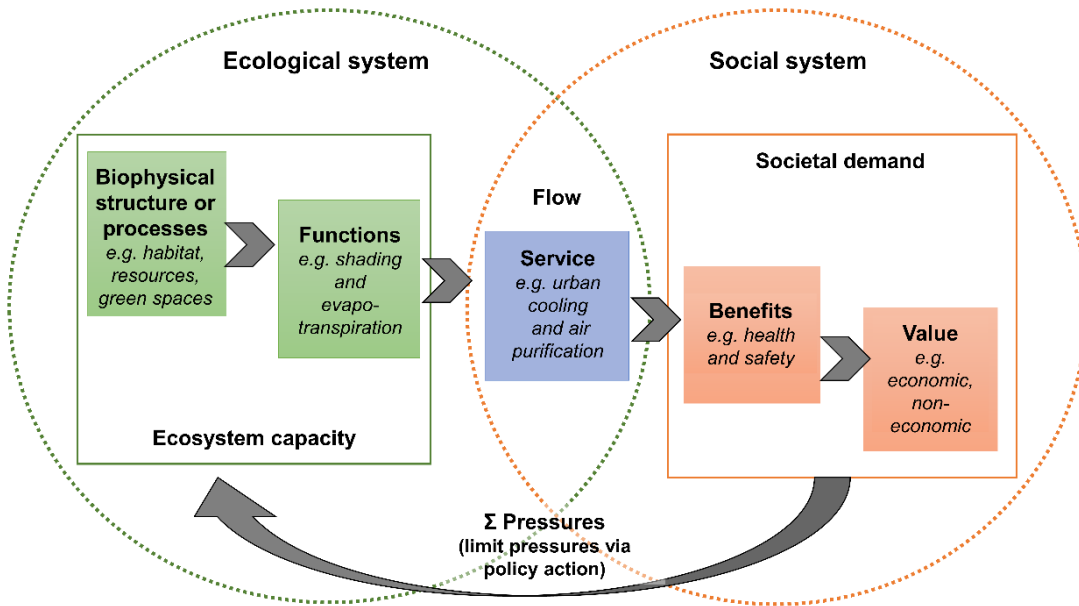 Ecological system
Social system
Biophysical
structure or
processes
e.g. habitat,
resources,
green spaces
Functions
e.g. shading
and
evapo-
transpiration
Ecosystem capacity
Flow
Service
e.g. urban
cooling
and air
purification
Societal demand
Benefits
e.g. health
and safety
Value
e.g.
economic,
non-
economic
Σ Pressures
(limit pressures via
policy action)